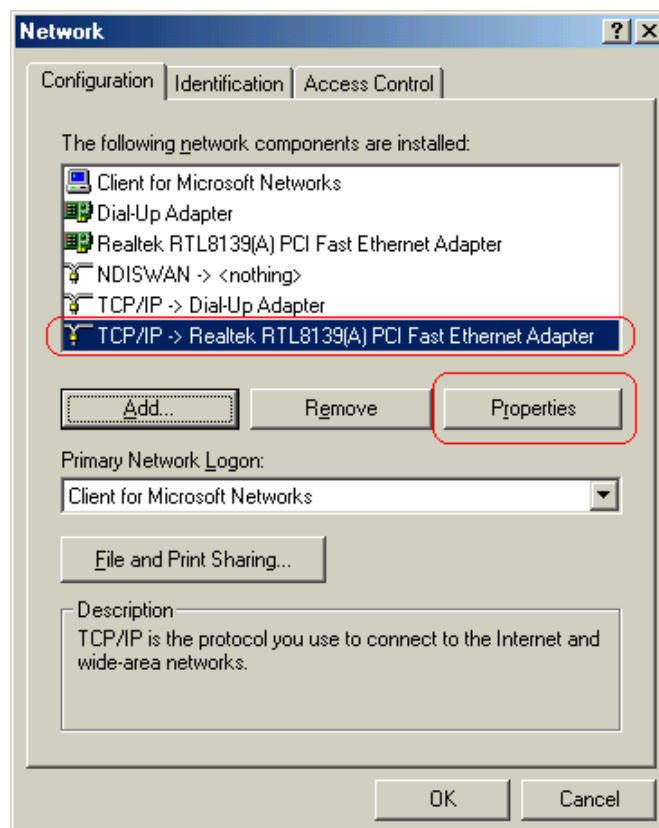 Network
Configuration Identification Access Control
The following network components are installed:
Client for Microsoft Networks
Dial-Up Adapter
Realtek RTL8139(A) PCI Fast Ethernet Adapter
NDISWAN -> <nothing>
TCP/IP -> Dial-Up Adapter
TCP/IP -> Realtek RTL8139(A) PCI Fast Ethernet Adapter
Add... Remove Properties
Primary Network Logon:
Client for Microsoft Networks
File and Print Sharing...
Description
TCP/IP is the protocol you use to connect to the Internet and
wide-area networks.
OK Cancel